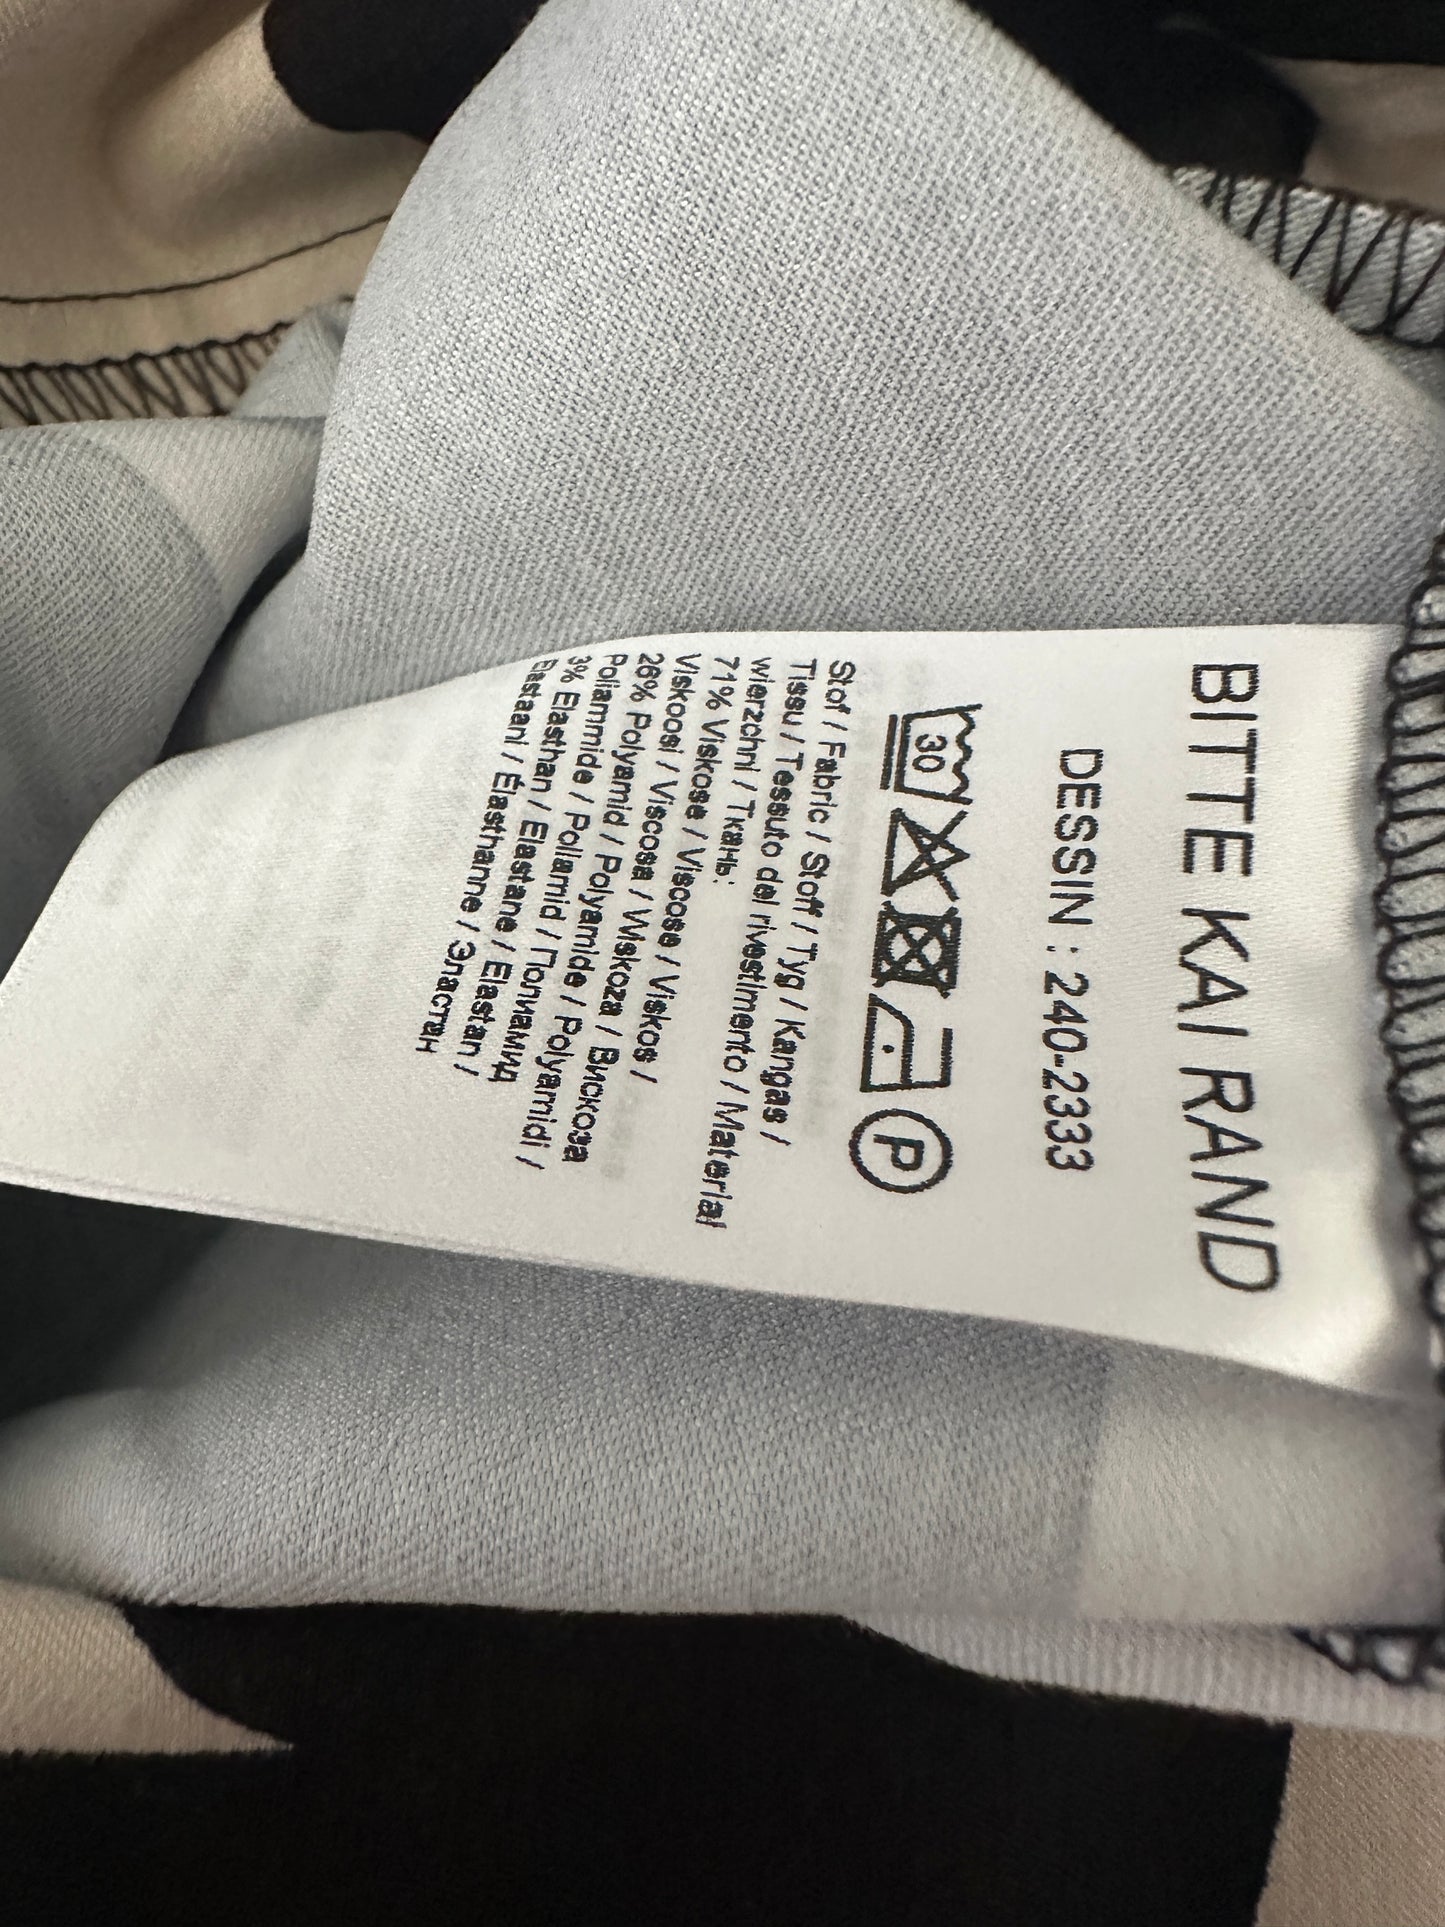 BITTE KAI RAND
DESSIN : 240-2333
30
P
Stof / Fabric / Stoff / Tyg / Kangas /
Tissu / Tessuto del rivestimento / Material
wierzchni / Ткань:
71% Viskose / Viscose / Viskos /
Viskoosi / Viscosa / Wiskoza / Вискоза
26% Polyamid / Polyamide / Polyamidi /
Poliammide / Poliamid / Полиамид
3% Elasthan / Elastane / Elastan /
Elastaani / Élasthanne / Эластан